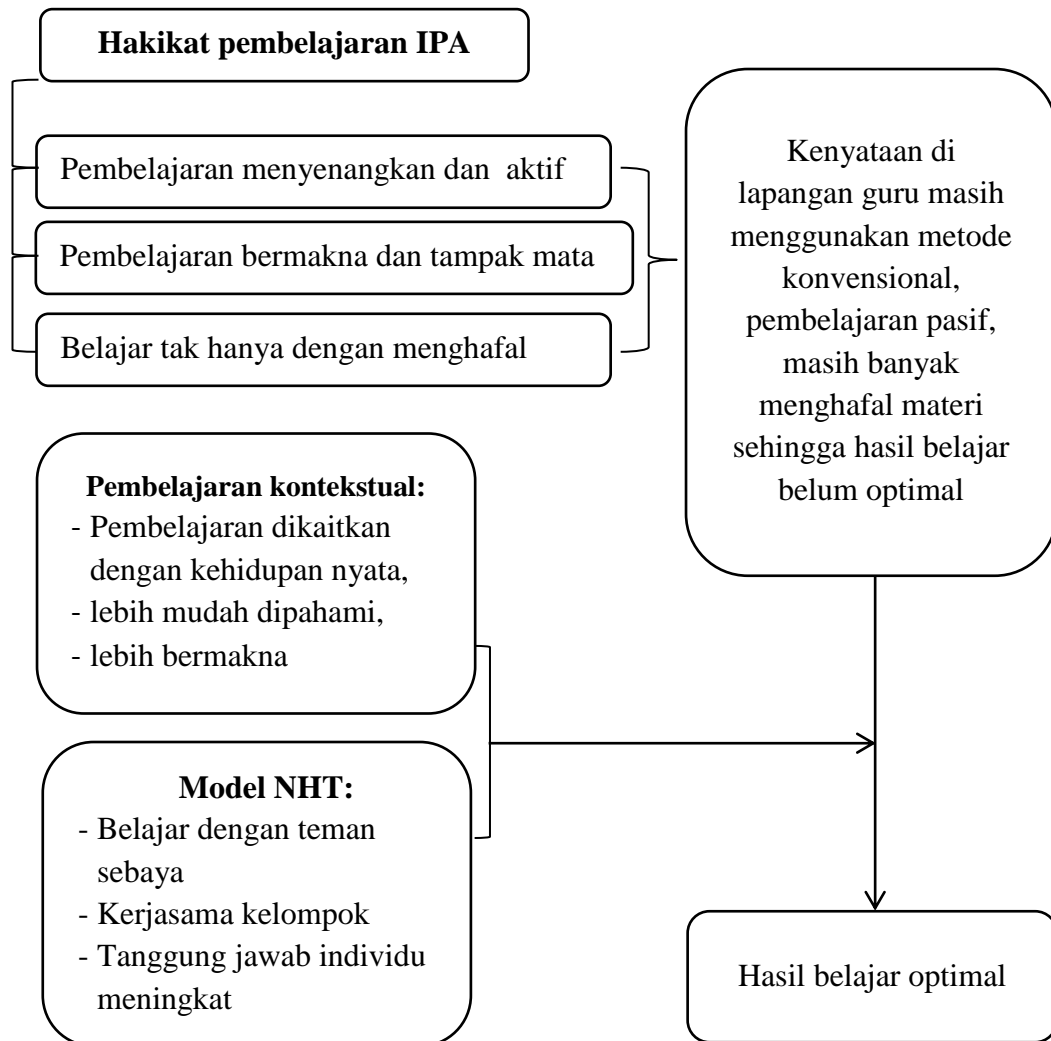 Hakikat pembelajaran IPA
Pembelajaran menyenangkan dan aktif
Pembelajaran bermakna dan tampak mata
Belajar tak hanya dengan menghafal
Kenyataan di
lapangan guru masih
menggunakan metode
konvensional,
pembelajaran pasif,
masih banyak
menghafal materi
sehingga hasil belajar
belum optimal
Pembelajaran kontekstual:
- Pembelajaran dikaitkan
dengan kehidupan nyata,
- lebih mudah dipahami,
- lebih bermakna
Model NHT:
- Belajar dengan teman
sebaya
- Kerjasama kelompok
- Tanggung jawab individu
meningkat
Hasil belajar optimal